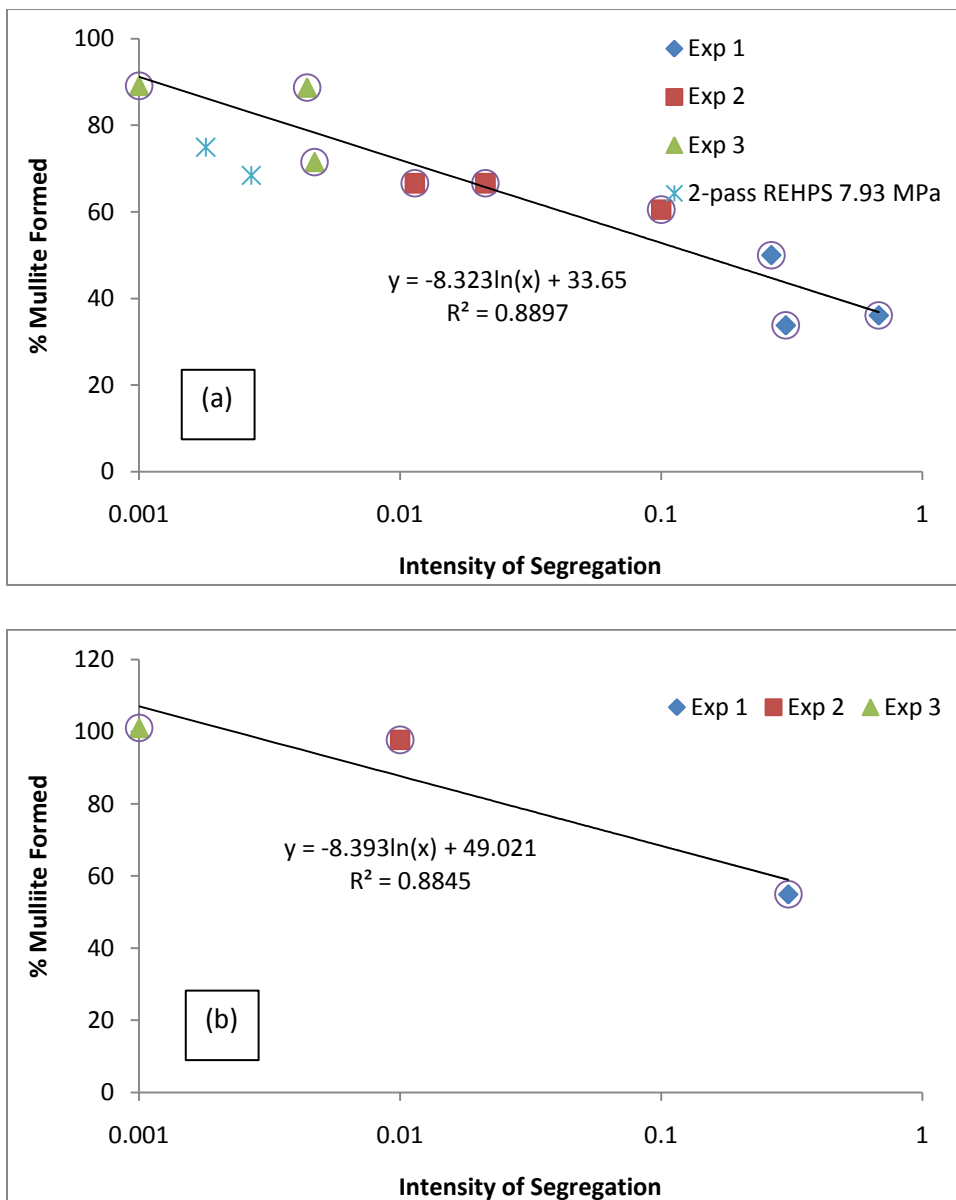 100
80
60
40
20
0
% Mullite Formed
Exp 1
Exp 2
Exp 3
2-pass REHPS 7.93 MPa
y = -8.323ln(x) + 33.65
R² = 0.8897
(a)
0.001 0.01 0.1 1
Intensity of Segregation
120
100
80
60
40
20
0
% Mulliite Formed
Exp 1 Exp 2 Exp 3
y = -8.393ln(x) + 49.021
R² = 0.8845
(b)
0.001 0.01 0.1 1
Intensity of Segregation